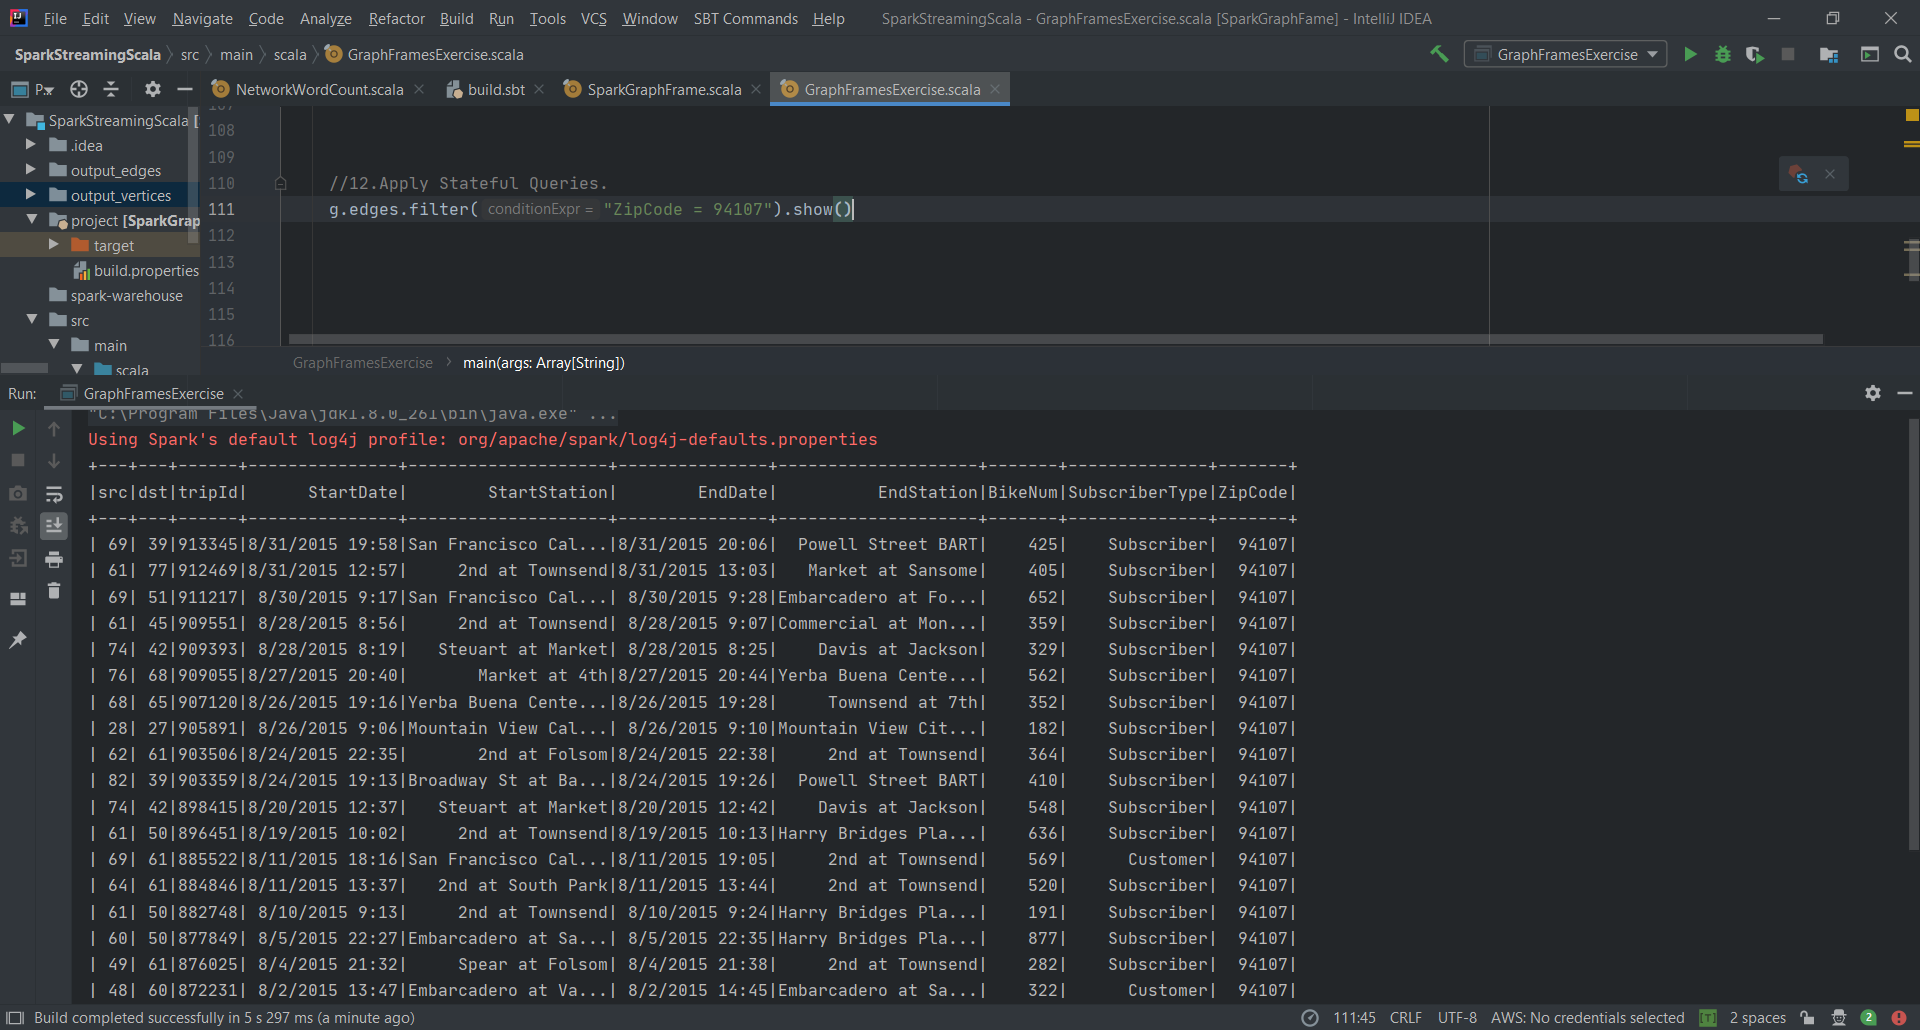 File Edit View Navigate Code Analyze Refactor Build Run Tools VCS Window SBT Commands Help SparkStreamingScala - GraphFramesExercise.scala [SparkGraphFame] - IntelliJ IDEA
SparkStreamingScala src main scala GraphFramesExercise.scala GraphFramesExercise
P.. NetworkWordCount.scala build.sbt SparkGraphFrame.scala GraphFramesExercise.scala
SparkStreamingScala [
.idea
output_edges
output_vertices
project [SparkGrap
target
build.properties
spark-warehouse
src
main
scala
107
108
109
110 //12.Apply Stateful Queries.
111 g.edges.filter( conditionExpr = "ZipCode = 94107").show()
112
113
114
115
116
GraphFramesExercise main(args: Array[String])
Run: GraphFramesExercise
"C:\Program Files\Java\jdk1.8.0_261\bin\java.exe" ...
Using Spark's default log4j profile: org/apache/spark/log4j-defaults.properties
+---+---+------+---------------+--------------------+---------------+--------------------+-------+--------------+-------+
|src|dst|tripId|      StartDate|        StartStation|        EndDate|          EndStation|BikeNum|SubscriberType|ZipCode|
+---+---+------+---------------+--------------------+---------------+--------------------+-------+--------------+-------+
| 69| 39|913345|8/31/2015 19:58|San Francisco Cal...|8/31/2015 20:06|  Powell Street BART|    425|    Subscriber|  94107|
| 61| 77|912469|8/31/2015 12:57|     2nd at Townsend|8/31/2015 13:03|   Market at Sansome|    405|    Subscriber|  94107|
| 69| 51|911217| 8/30/2015 9:17|San Francisco Cal...| 8/30/2015 9:28|Embarcadero at Fo...|    652|    Subscriber|  94107|
| 61| 45|909551| 8/28/2015 8:56|     2nd at Townsend| 8/28/2015 9:07|Commercial at Mon...|    359|    Subscriber|  94107|
| 74| 42|909393| 8/28/2015 8:19|   Steuart at Market| 8/28/2015 8:25|    Davis at Jackson|    329|    Subscriber|  94107|
| 76| 68|909055|8/27/2015 20:40|       Market at 4th|8/27/2015 20:44|Yerba Buena Cente...|    562|    Subscriber|  94107|
| 68| 65|907120|8/26/2015 19:16|Yerba Buena Cente...|8/26/2015 19:28|     Townsend at 7th|    352|    Subscriber|  94107|
| 28| 27|905891| 8/26/2015 9:06|Mountain View Cal...| 8/26/2015 9:10|Mountain View Cit...|    182|    Subscriber|  94107|
| 62| 61|903506|8/24/2015 22:35|       2nd at Folsom|8/24/2015 22:38|     2nd at Townsend|    364|    Subscriber|  94107|
| 82| 39|903359|8/24/2015 19:13|Broadway St at Ba...|8/24/2015 19:26|  Powell Street BART|    410|    Subscriber|  94107|
| 74| 42|898415|8/20/2015 12:37|   Steuart at Market|8/20/2015 12:42|    Davis at Jackson|    548|    Subscriber|  94107|
| 61| 50|896451|8/19/2015 10:02|     2nd at Townsend|8/19/2015 10:13|Harry Bridges Pla...|    636|    Subscriber|  94107|
| 69| 61|885522|8/11/2015 18:16|San Francisco Cal...|8/11/2015 19:05|     2nd at Townsend|    569|      Customer|  94107|
| 64| 61|884846|8/11/2015 13:37|   2nd at South Park|8/11/2015 13:44|     2nd at Townsend|    520|    Subscriber|  94107|
| 61| 50|882748| 8/10/2015 9:13|     2nd at Townsend| 8/10/2015 9:24|Harry Bridges Pla...|    191|    Subscriber|  94107|
| 60| 50|877849| 8/5/2015 22:27|Embarcadero at Sa...| 8/5/2015 22:35|Harry Bridges Pla...|    877|    Subscriber|  94107|
| 49| 61|876025| 8/4/2015 21:32|     Spear at Folsom| 8/4/2015 21:38|     2nd at Townsend|    282|    Subscriber|  94107|
| 48| 60|872231| 8/2/2015 13:47|Embarcadero at Va...| 8/2/2015 14:45|Embarcadero at Sa...|    322|      Customer|  94107|
Build completed successfully in 5 s 297 ms (a minute ago) 111:45 CRLF UTF-8 AWS: No credentials selected [T] 2 spaces 2